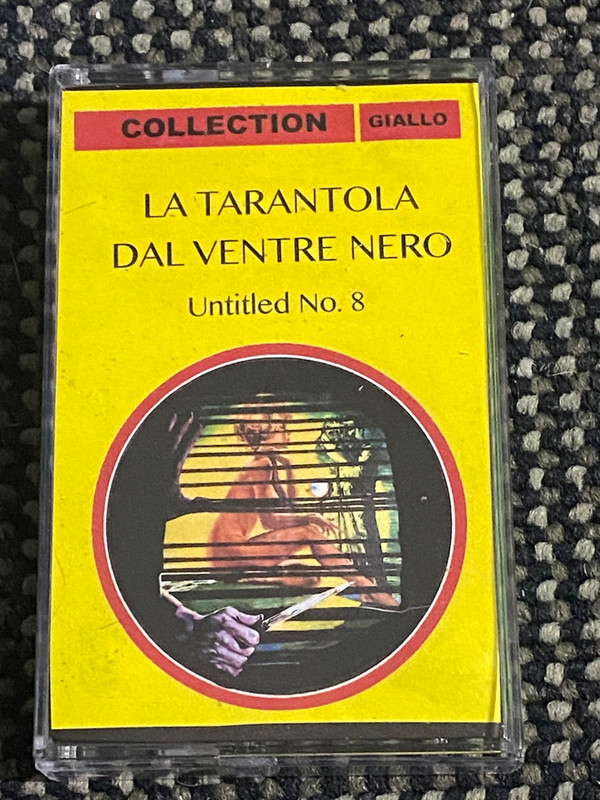 COLLECTION GIALLO
LA TARANTOLA
DAL VENTRE NERO
Untitled No. 8